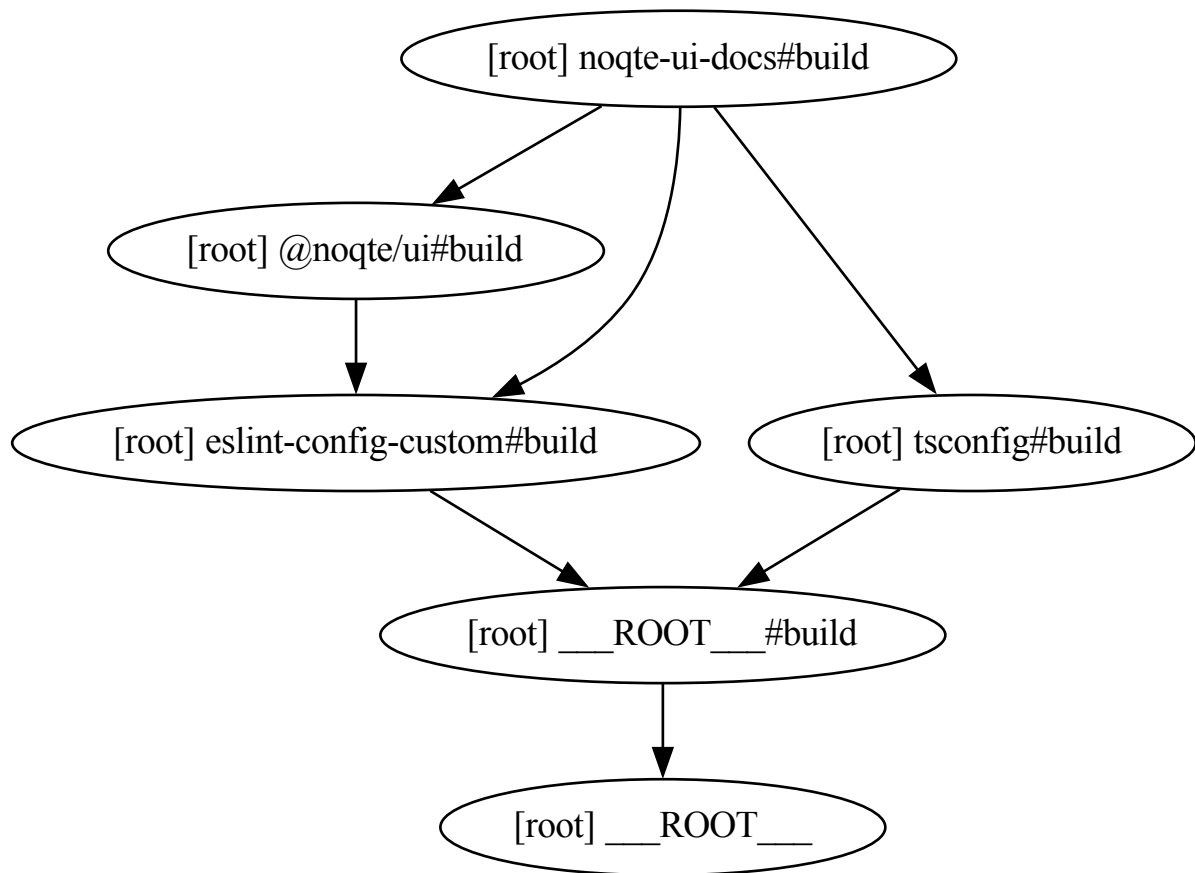 [root] noqte-ui-docs#build
[root] @noqte/ui#build
[root] eslint-config-custom#build
[root] tsconfig#build
[root] ___ROOT___#build
[root] ___ROOT___